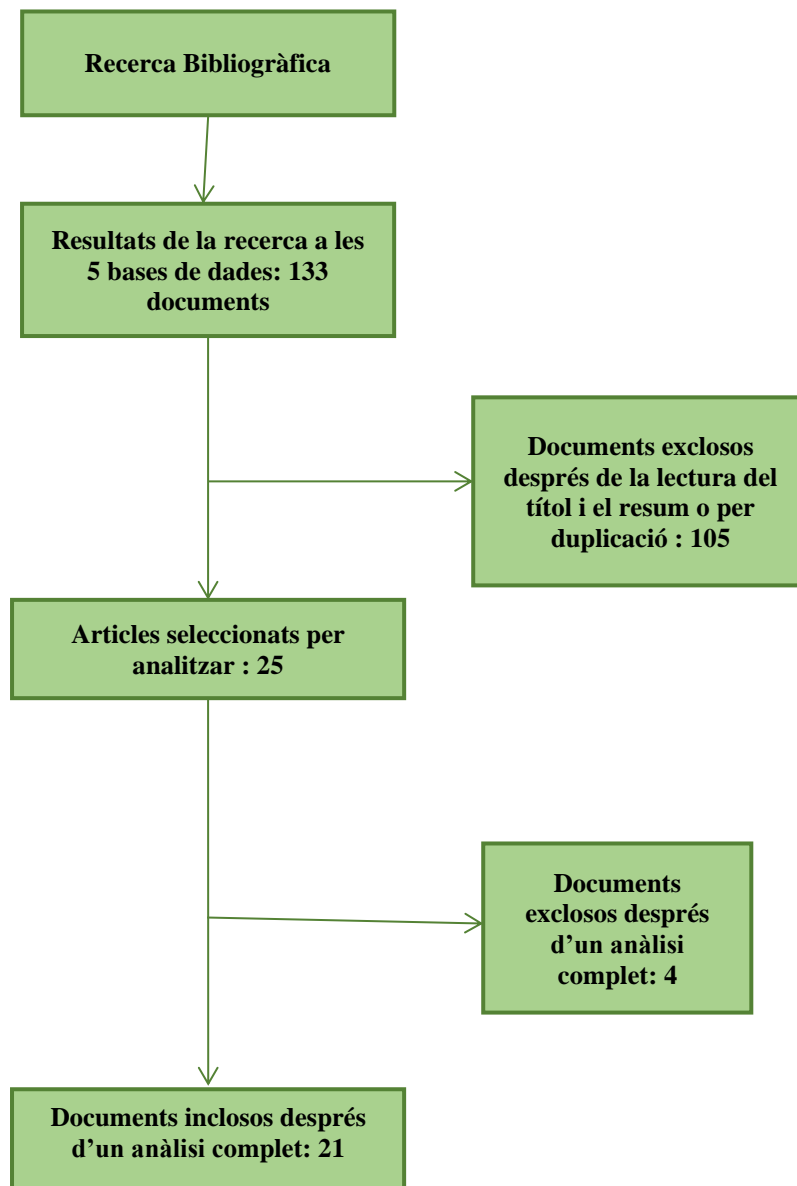 Recerca Bibliogràfica
Resultats de la recerca a les
5 bases de dades: 133
documents
Documents exclosos
després de la lectura del
títol i el resum o per
duplicació : 105
Articles seleccionats per
analitzar : 25
Documents
exclosos després
d’un anàlisi
complet: 4
Documents inclosos després
d’un anàlisi complet: 21